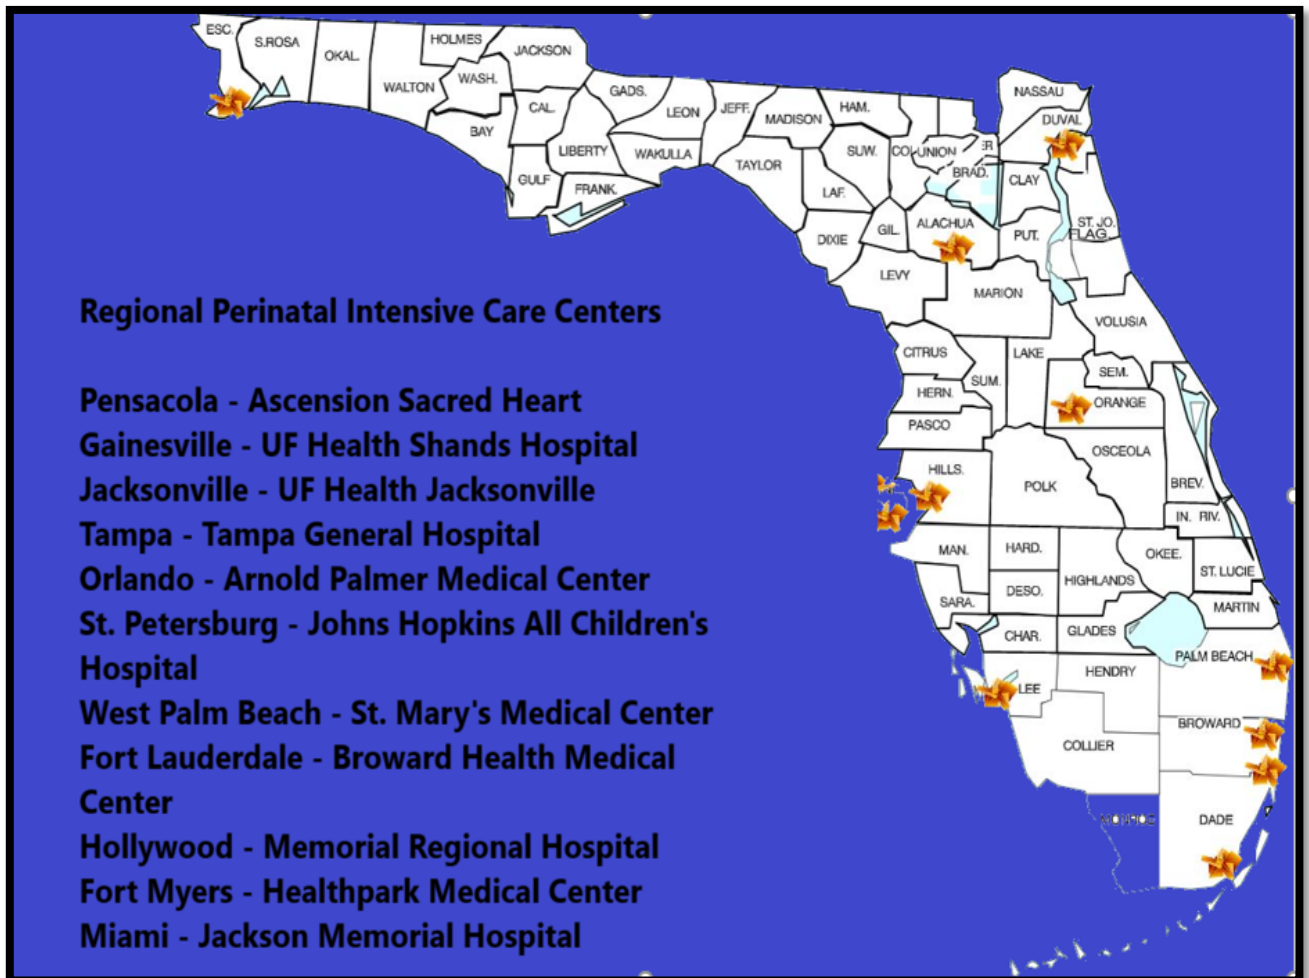 ESC.
S.ROSA
OKAL.
WALTON
HOLMES
WASH.
JACKSON
BAY
CAL.
GULF
LIBERTY
GADS.
FRANK.
LEON
WAKULLA
JEFF.
MADISON
TAYLOR
HAM.
SUW.
LAF.
DIXIE
GIL.
UNION
BRAD.
ALACHUA
LEVY
NASSAU
DUVAL
CLAY
PUT.
ST. JO.
FLAG.
MARION
VOLUSIA
CITRUS
SUM.
LAKE
HERN.
PASCO
SEM.
ORANGE
OSCEOLA
BREV.
HILLS.
POLK
IN. RIV.
MAN.
HARD.
HIGHLANDS
OKEE.
ST. LUCIE
SARA.
DESO.
MARTIN
CHAR.
GLADES
PALM BEACH
LEE
HENDRY
COLLIER
BROWARD
MONROE
DADE
Regional Perinatal Intensive Care Centers
Pensacola - Ascension Sacred Heart
Gainesville - UF Health Shands Hospital
Jacksonville - UF Health Jacksonville
Tampa - Tampa General Hospital
Orlando - Arnold Palmer Medical Center
St. Petersburg - Johns Hopkins All Children's
Hospital
West Palm Beach - St. Mary's Medical Center
Fort Lauderdale - Broward Health Medical
Center
Hollywood - Memorial Regional Hospital
Fort Myers - Healthpark Medical Center
Miami - Jackson Memorial Hospital